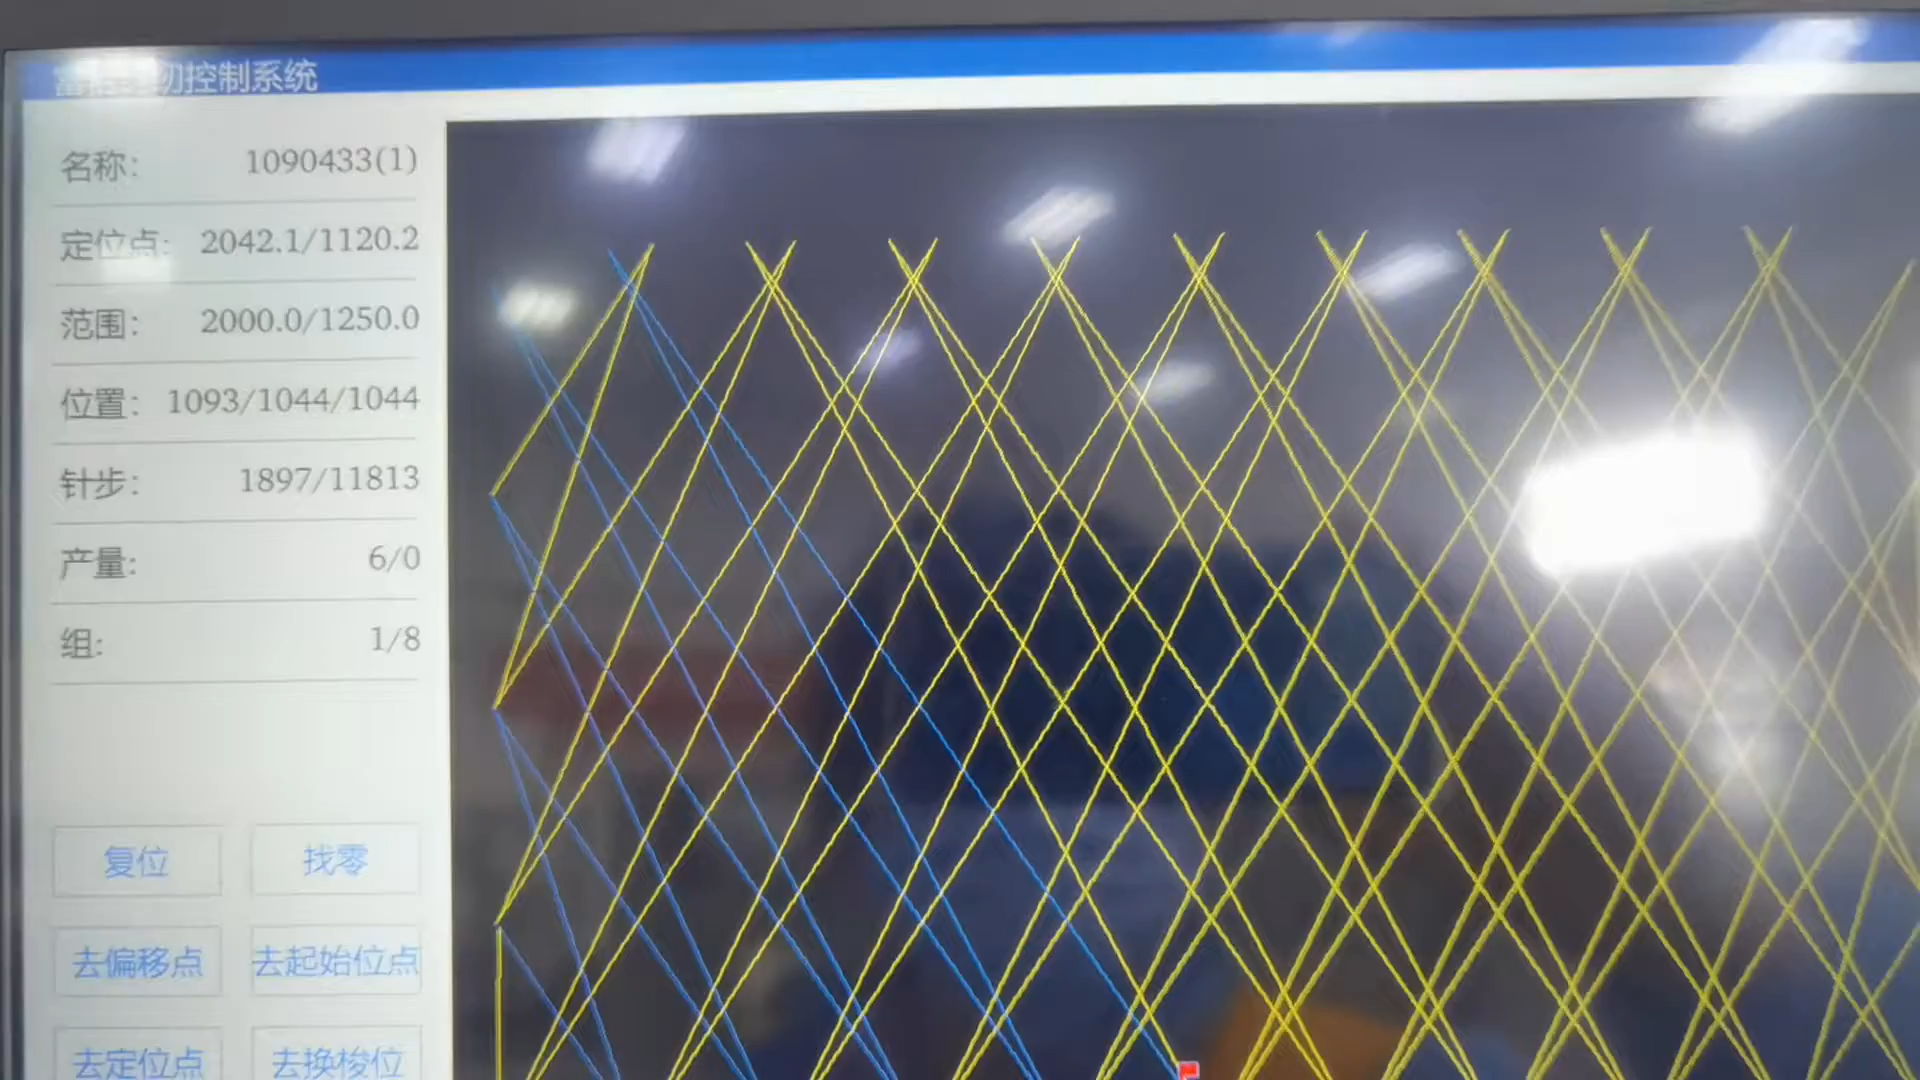 控制系统
名称: 1090433(1)
定位点: 2042.1/1120.2
范围: 2000.0/1250.0
位置: 1093/1044/1044
针步: 1897/11813
产量: 6/0
组: 1/8
复位 找零
去偏移点 去起始位点
去定位点 去换梭位